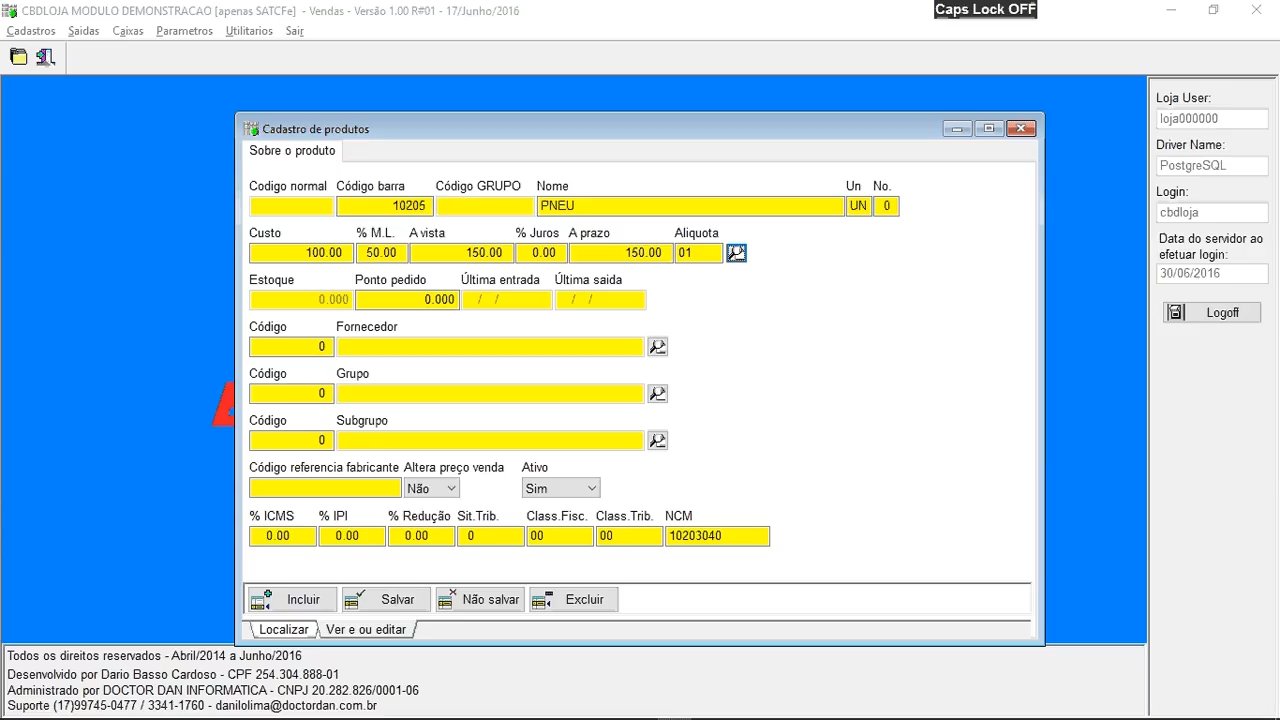 CBDLOJA MODULO DEMONSTRACAO [apenas SATCFe] - Vendas - Versão 1.00 R#01 - 17/Junho/2016
Caps Lock OFF
Cadastros Saidas Caixas Parametros Utilitarios Sair
Cadastro de produtos
Sobre o produto
Codigo normal Código barra Código GRUPO Nome Un No.
10205 PNEU UN 0
Custo % M.L. A vista % Juros A prazo Aliquota
100.00 50.00 150.00 0.00 150.00 01
Estoque Ponto pedido Última entrada Última saida
0.000 0.000 / / / /
Código Fornecedor
0
Código Grupo
0
Código Subgrupo
0
Código referencia fabricante Altera preço venda Ativo
Não Sim
% ICMS % IPI % Redução Sit.Trib. Class.Fisc. Class.Trib. NCM
0.00 0.00 0.00 0 00 00 10203040
Incluir Salvar Não salvar Excluir
Localizar Ver e ou editar
Loja User:
loja000000
Driver Name:
PostgreSQL
Login:
cbdloja
Data do servidor ao
efetuar login:
30/06/2016
Logoff
Todos os direitos reservados - Abril/2014 a Junho/2016
Desenvolvido por Dario Basso Cardoso - CPF 254.304.888-01
Administrado por DOCTOR DAN INFORMATICA - CNPJ 20.282.826/0001-06
Suporte (17)99745-0477 / 3341-1760 - danilolima@doctordan.com.br